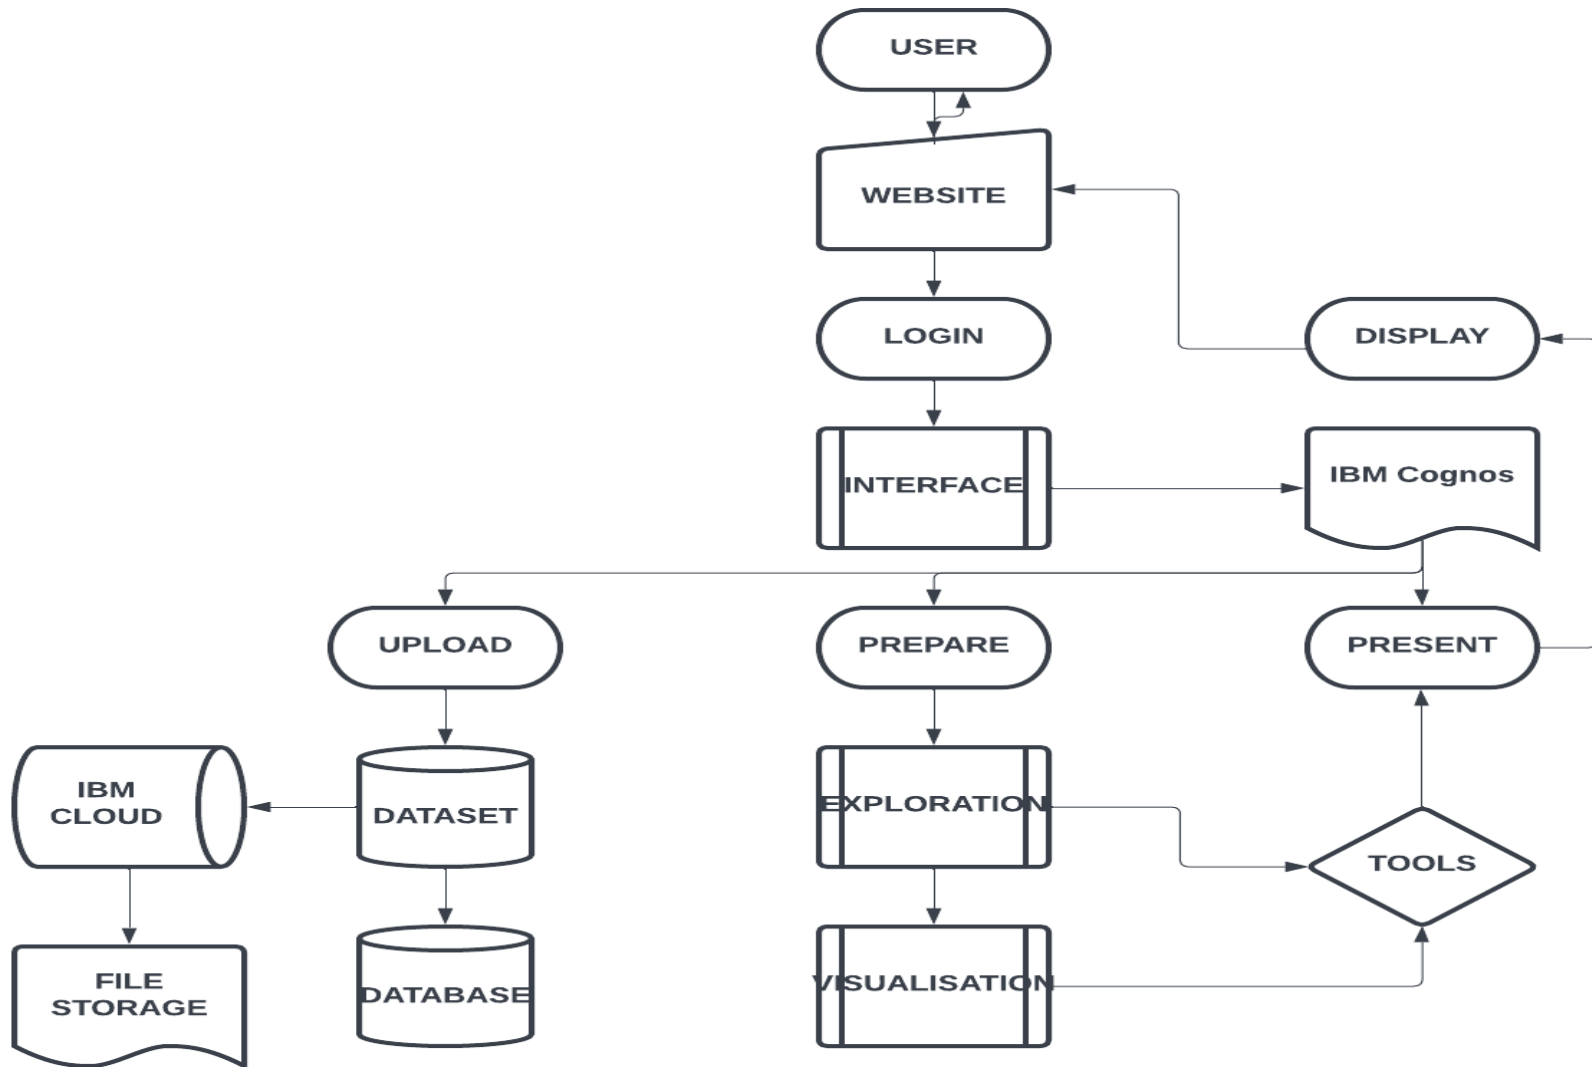 USER
WEBSITE
LOGIN
DISPLAY
INTERFACE
IBM Cognos
UPLOAD
PREPARE
PRESENT
IBM
CLOUD
DATASET
EXPLORATION
TOOLS
FILE
STORAGE
DATABASE
VISUALISATION